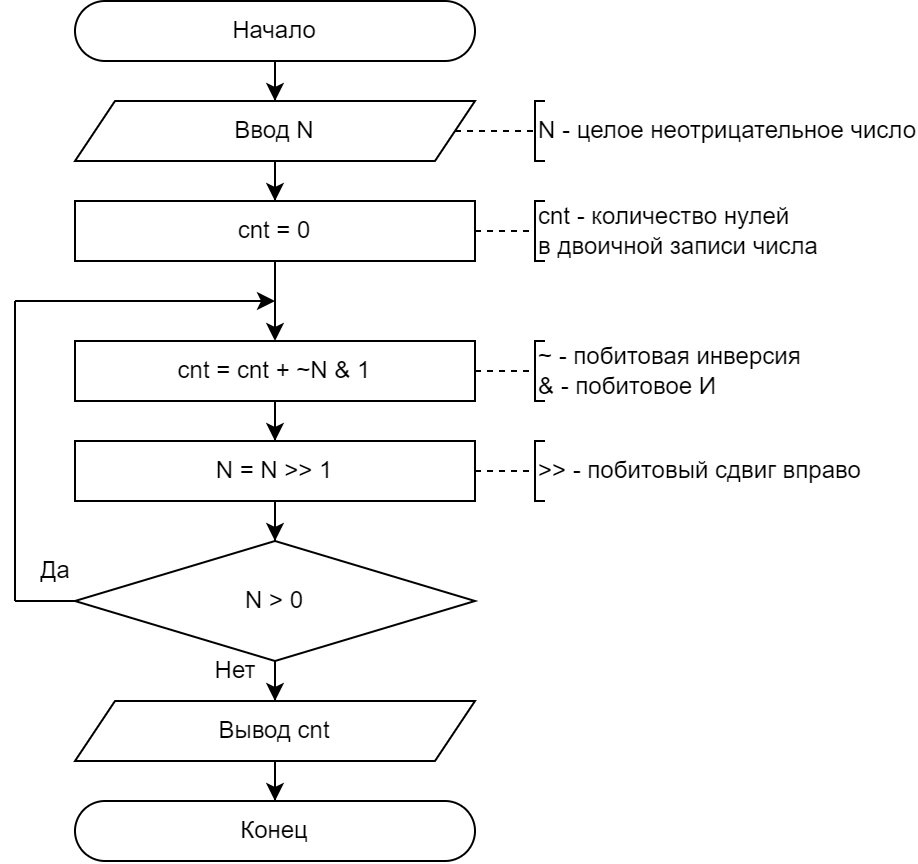 Начало
Ввод N
N - целое неотрицательное число
cnt = 0
cnt - количество нулей
в двоичной записи числа
cnt = cnt + ~N & 1
~ - побитовая инверсия
& - побитовое И
N = N >> 1
>> - побитовый сдвиг вправо
Да
N > 0
Нет
Вывод cnt
Конец